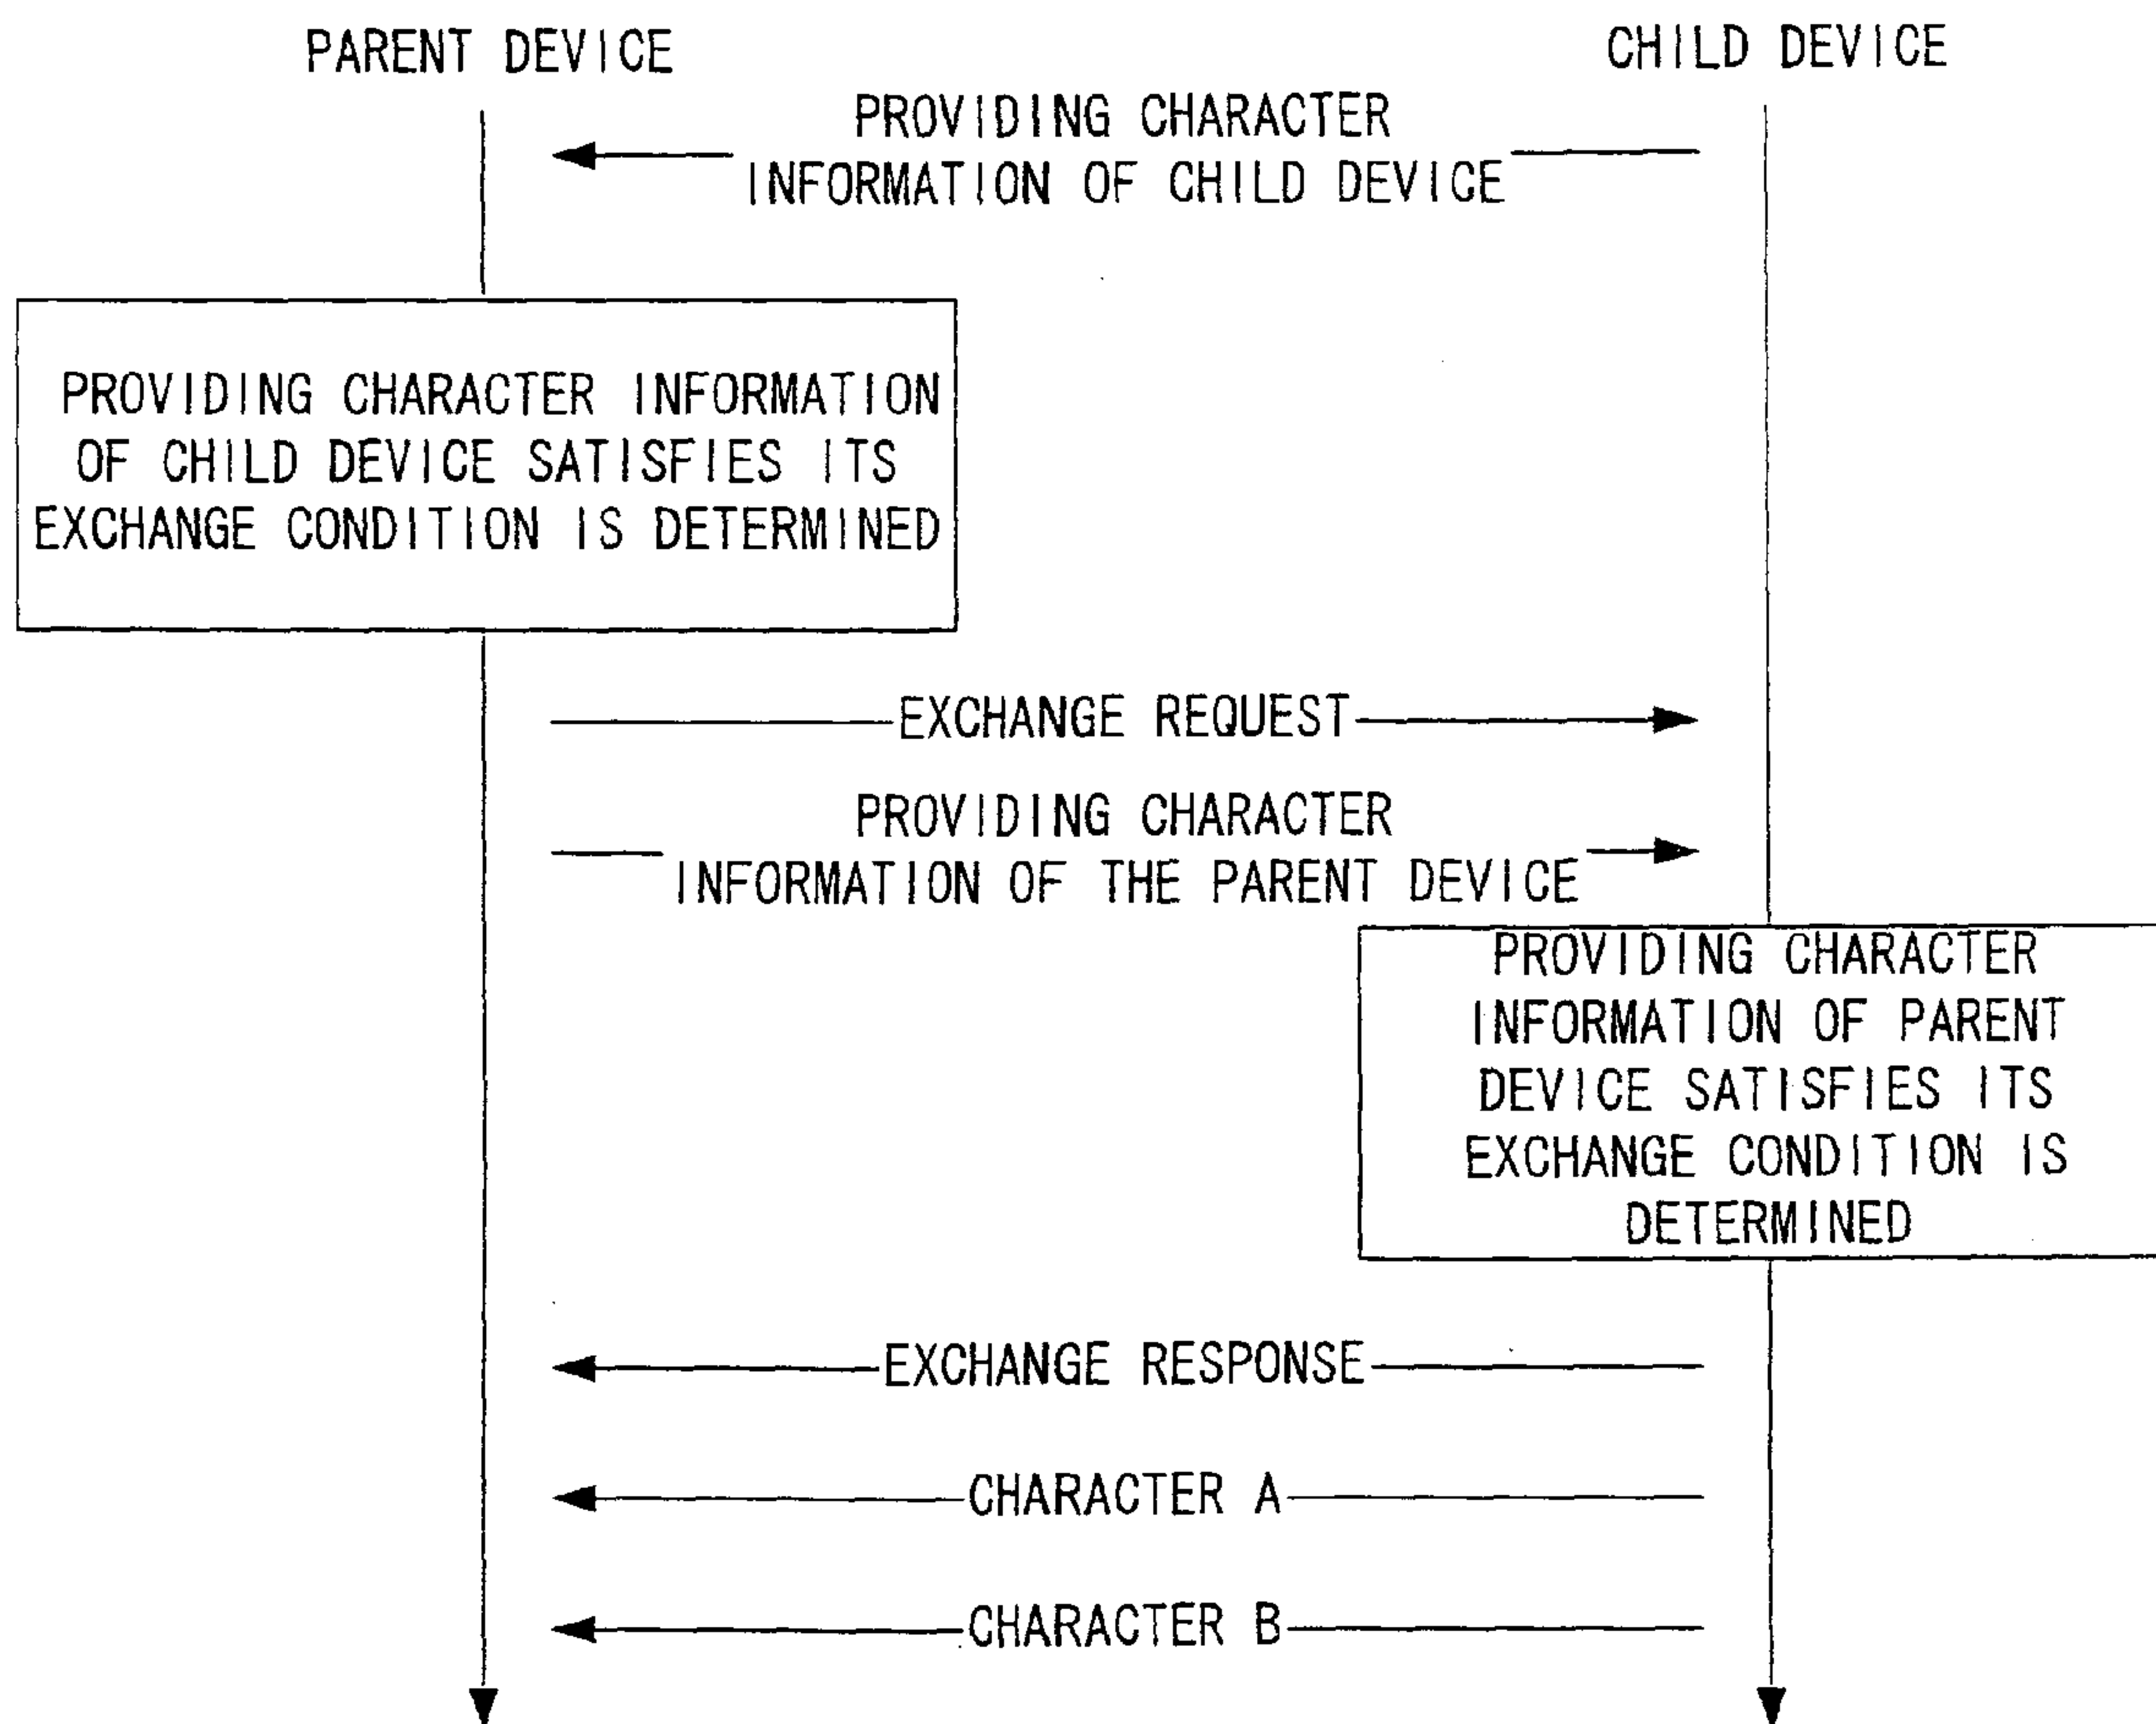 PARENT DEVICE
CHILD DEVICE
PROVIDING CHARACTER
INFORMATION OF CHILD DEVICE
PROVIDING CHARACTER INFORMATION
OF CHILD DEVICE SATISFIES ITS
EXCHANGE CONDITION IS DETERMINED
EXCHANGE REQUEST
PROVIDING CHARACTER
INFORMATION OF THE PARENT DEVICE
PROVIDING CHARACTER
INFORMATION OF PARENT
DEVICE SATISFIES ITS
EXCHANGE CONDITION IS
DETERMINED
EXCHANGE RESPONSE
CHARACTER A
CHARACTER B